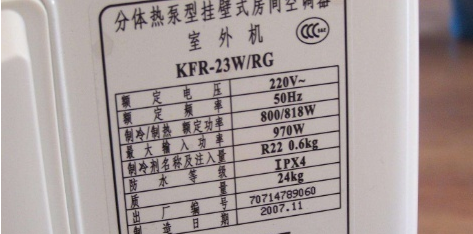 分体热泵型挂壁式房间空调器
室外机
CCC
KFR-23W/RG
额定电压 220V~
额定频率 50Hz
制冷/制热 额定功率 800/818W
最大输入功率 970W
制冷剂名称及注入量 R22 0.6kg
防水等级 IPX4
质量 24kg
出厂编号 70714789060
制造日期 2007.11